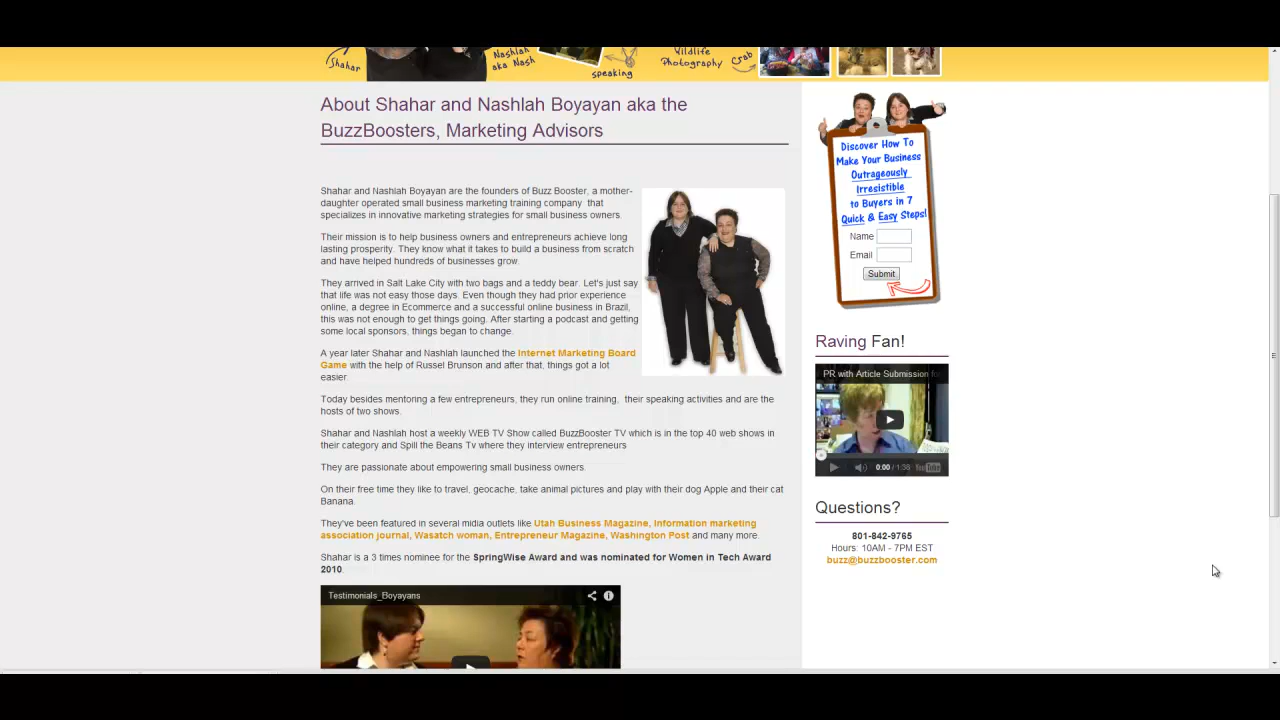 Shahar
Nashlah
aka Nash
speaking
Wildlife
Photography
Crab
About Shahar and Nashlah Boyayan aka the
BuzzBoosters, Marketing Advisors
Shahar and Nashlah Boyayan are the founders of Buzz Booster, a mother-
daughter operated small business marketing training company that
specializes in innovative marketing strategies for small business owners.
Their mission is to help business owners and entrepreneurs achieve long
lasting prosperity. They know what it takes to build a business from scratch
and have helped hundreds of businesses grow.
They arrived in Salt Lake City with two bags and a teddy bear. Let's just say
that life was not easy those days. Even though they had prior experience
online, a degree in Ecommerce and a successful online business in Brazil,
this was not enough to get things going. After starting a podcast and getting
some local sponsors, things began to change.
A year later Shahar and Nashlah launched the Internet Marketing Board
Game with the help of Russel Brunson and after that, things got a lot
easier.
Today besides mentoring a few entrepreneurs, they run online training, their speaking activities and are the
hosts of two shows.
Shahar and Nashlah host a weekly WEB TV Show called BuzzBooster TV which is in the top 40 web shows in
their category and Spill the Beans Tv where they interview entrepreneurs
They are passionate about empowering small business owners.
On their free time they like to travel, geocache, take animal pictures and play with their dog Apple and their cat
Banana.
They've been featured in several midia outlets like Utah Business Magazine, Information marketing
association journal, Wasatch woman, Entrepreneur Magazine, Washington Post and many more.
Shahar is a 3 times nominee for the SpringWise Award and was nominated for Women in Tech Award
2010.
Testimonials_Boyayans
Discover How To
Make Your Business
Outrageously
Irresistible
to Buyers in 7
Quick & Easy Steps!
Name
Email
Submit
Raving Fan!
PR with Article Submission fo
0:00 / 1:38 YouTube
Questions?
801-842-9765
Hours: 10AM - 7PM EST
buzz@buzzbooster.com